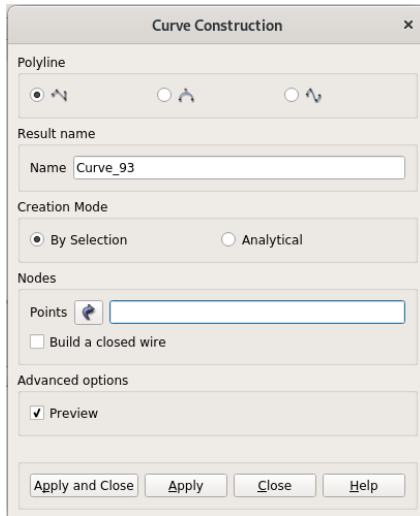 Curve Construction
Polyline
Result name
Name Curve_93
Creation Mode
By Selection Analytical
Nodes
Points
Build a closed wire
Advanced options
Preview
Apply and Close Apply Close Help